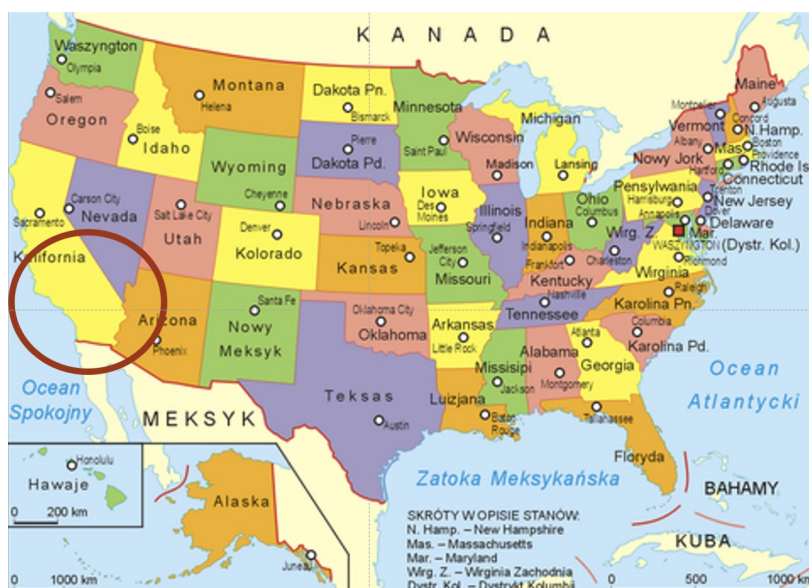 K A N A D A
Waszyngton
Olympia
Montana
Helena
Dakota Pn.
Bismarck
Minnesota
Saint Paul
Maine
Augusta
Salem
Oregon
Boise
Idaho
Pierre
Dakota Pd.
Wisconsin
Madison
Michigan
Lansing
Montpelier
Vermont
Concord
N. Hamp.
Albany
Nowy Jork
Mas.
Boston
Providence
Hartford
Rhode Is
Connecticut
Wyoming
Cheyenne
Nebraska
Lincoln
Iowa
Des
Moines
Illinois
Springfield
Indiana
Indianapolis
Ohio
Columbus
Pensylwania
Harrisburg
Trenton
New Jersey
Annapolis
Dover
Delaware
Mar.
WASZYNGTON
(Dystr. Kol.)
Carson City
Sacramento
Nevada
Salt Lake City
Utah
Denver
Kolorado
Topeka
Kansas
Jefferson
City
Missouri
Wirg. Z.
Charleston
Richmond
Wirginia
Frankfort
Kentucky
Kalifornia
Arizona
Phoenix
Santa Fe
Nowy
Meksyk
Oklahoma City
Oklahoma
Arkansas
Little Rock
Nashville
Tennessee
Raleigh
Karolina Pn.
Columbia
Karolina Pd.
Atlanta
Georgia
Alabama
Montgomery
Missisipi
Jackson
Teksas
Austin
Luizjana
Baton
Rouge
Tallahassee
Floryda
Ocean
Spokojny
MEKSYK
Ocean
Atlantycki
Zatoka Meksykańska
BAHAMY
KUBA
Honolulu
Hawaje
0 200 km
Alaska
Juneau
0 1000 km
SKRÓTY W OPISIE STANÓW:
N. Hamp. – New Hampshire
Mas. – Massachusetts
Mar. – Maryland
Wirg. Z. – Wirginia Zachodnia
Dystr. Kol. – Dystrykt Kolumbii
0 500 1000